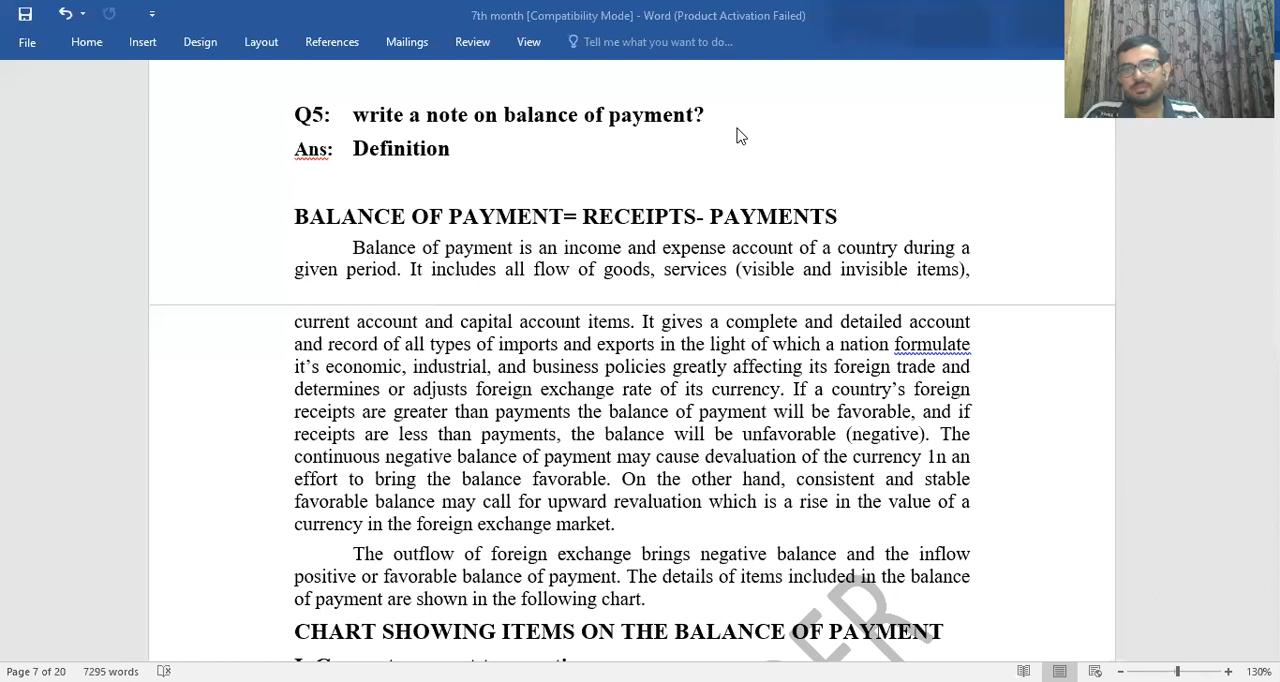 7th month [Compatibility Mode] - Word (Product Activation Failed)
File Home Insert Design Layout References Mailings Review View Tell me what you want to do...
Q5: write a note on balance of payment?
Ans: Definition
BALANCE OF PAYMENT= RECEIPTS- PAYMENTS
Balance of payment is an income and expense account of a country during a
given period. It includes all flow of goods, services (visible and invisible items),
current account and capital account items. It gives a complete and detailed account
and record of all types of imports and exports in the light of which a nation formulate
it's economic, industrial, and business policies greatly affecting its foreign trade and
determines or adjusts foreign exchange rate of its currency. If a country's foreign
receipts are greater than payments the balance of payment will be favorable, and if
receipts are less than payments, the balance will be unfavorable (negative). The
continuous negative balance of payment may cause devaluation of the currency 1n an
effort to bring the balance favorable. On the other hand, consistent and stable
favorable balance may call for upward revaluation which is a rise in the value of a
currency in the foreign exchange market.
The outflow of foreign exchange brings negative balance and the inflow
positive or favorable balance of payment. The details of items included in the balance
of payment are shown in the following chart.
CHART SHOWING ITEMS ON THE BALANCE OF PAYMENT
Page 7 of 20 7295 words 130%